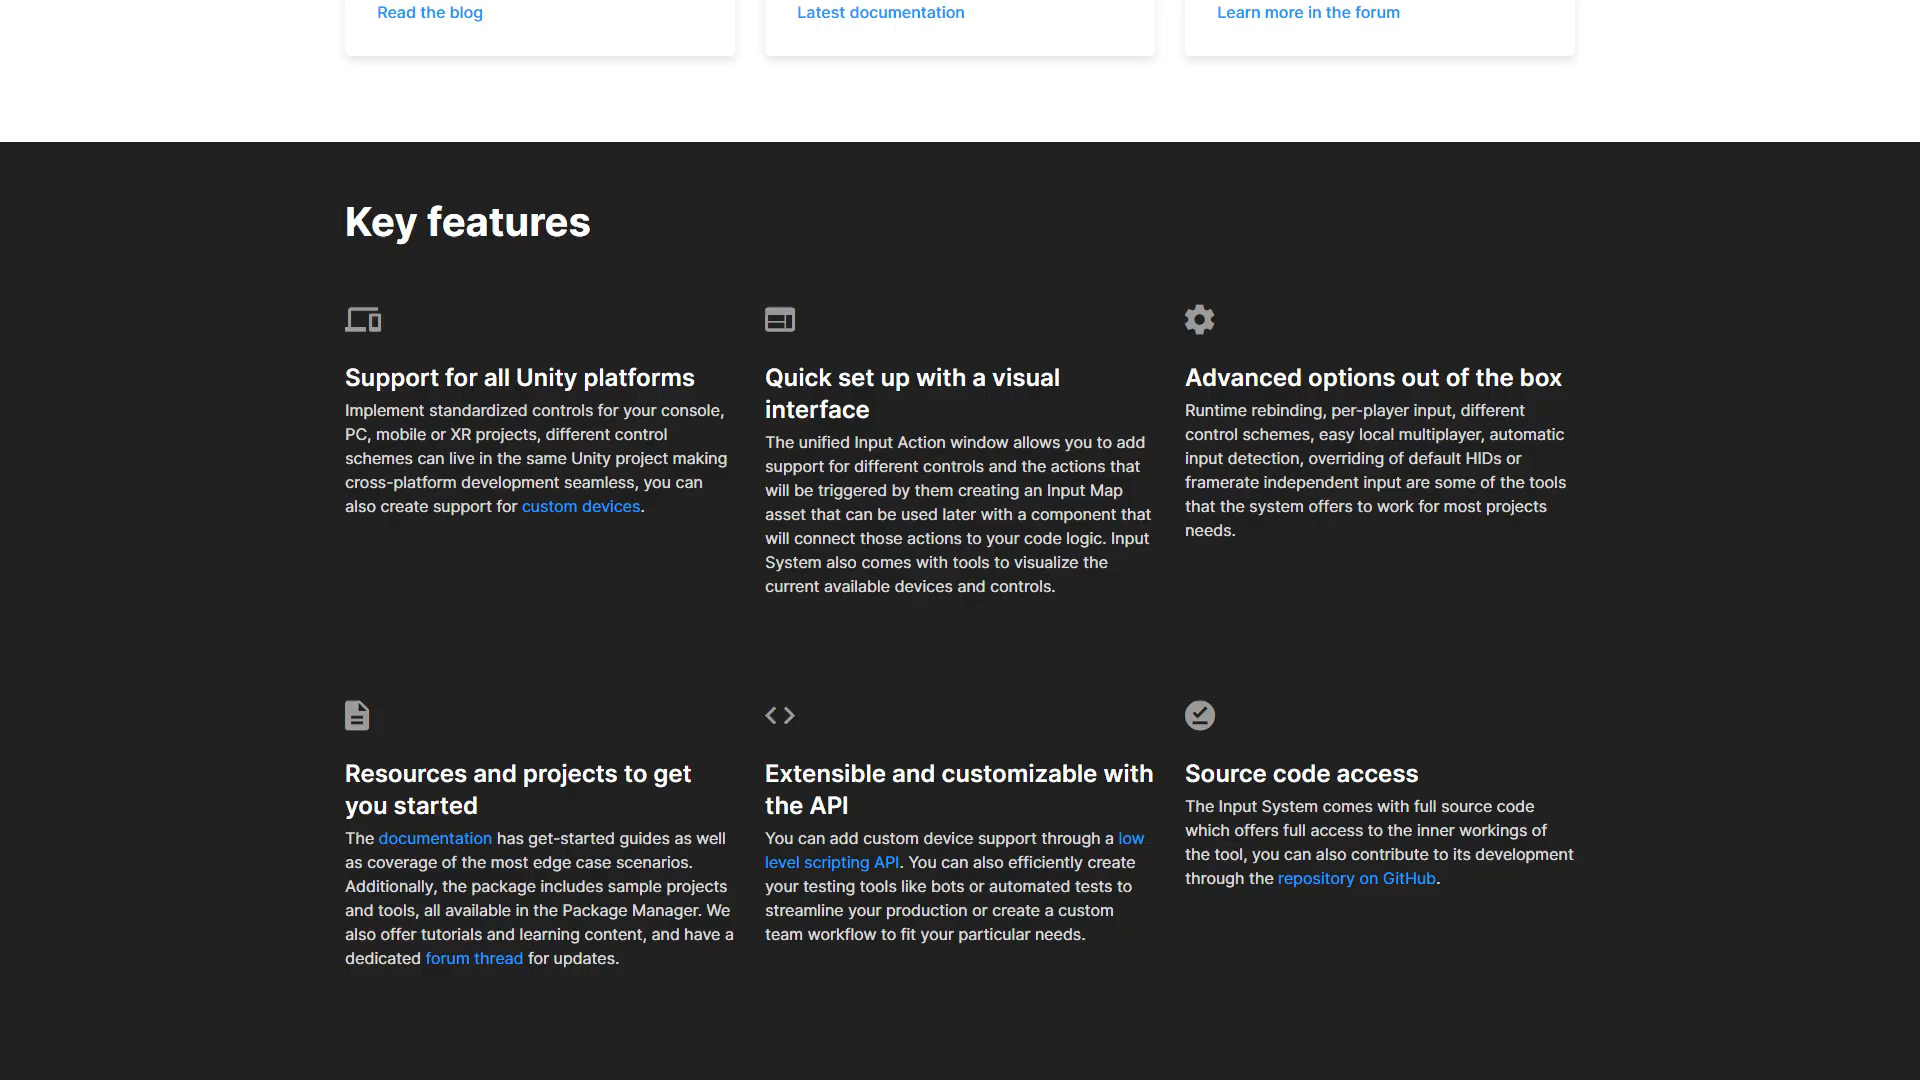 Read the blog
Latest documentation
Learn more in the forum
Key features
Support for all Unity platforms
Implement standardized controls for your console,
PC, mobile or XR projects, different control
schemes can live in the same Unity project making
cross-platform development seamless, you can
also create support for custom devices.
Quick set up with a visual
interface
The unified Input Action window allows you to add
support for different controls and the actions that
will be triggered by them creating an Input Map
asset that can be used later with a component that
will connect those actions to your code logic. Input
System also comes with tools to visualize the
current available devices and controls.
Advanced options out of the box
Runtime rebinding, per-player input, different
control schemes, easy local multiplayer, automatic
input detection, overriding of default HIDs or
framerate independent input are some of the tools
that the system offers to work for most projects
needs.
Resources and projects to get
you started
The documentation has get-started guides as well
as coverage of the most edge case scenarios.
Additionally, the package includes sample projects
and tools, all available in the Package Manager. We
also offer tutorials and learning content, and have a
dedicated forum thread for updates.
Extensible and customizable with
the API
You can add custom device support through a low
level scripting API. You can also efficiently create
your testing tools like bots or automated tests to
streamline your production or create a custom
team workflow to fit your particular needs.
Source code access
The Input System comes with full source code
which offers full access to the inner workings of
the tool, you can also contribute to its development
through the repository on GitHub.